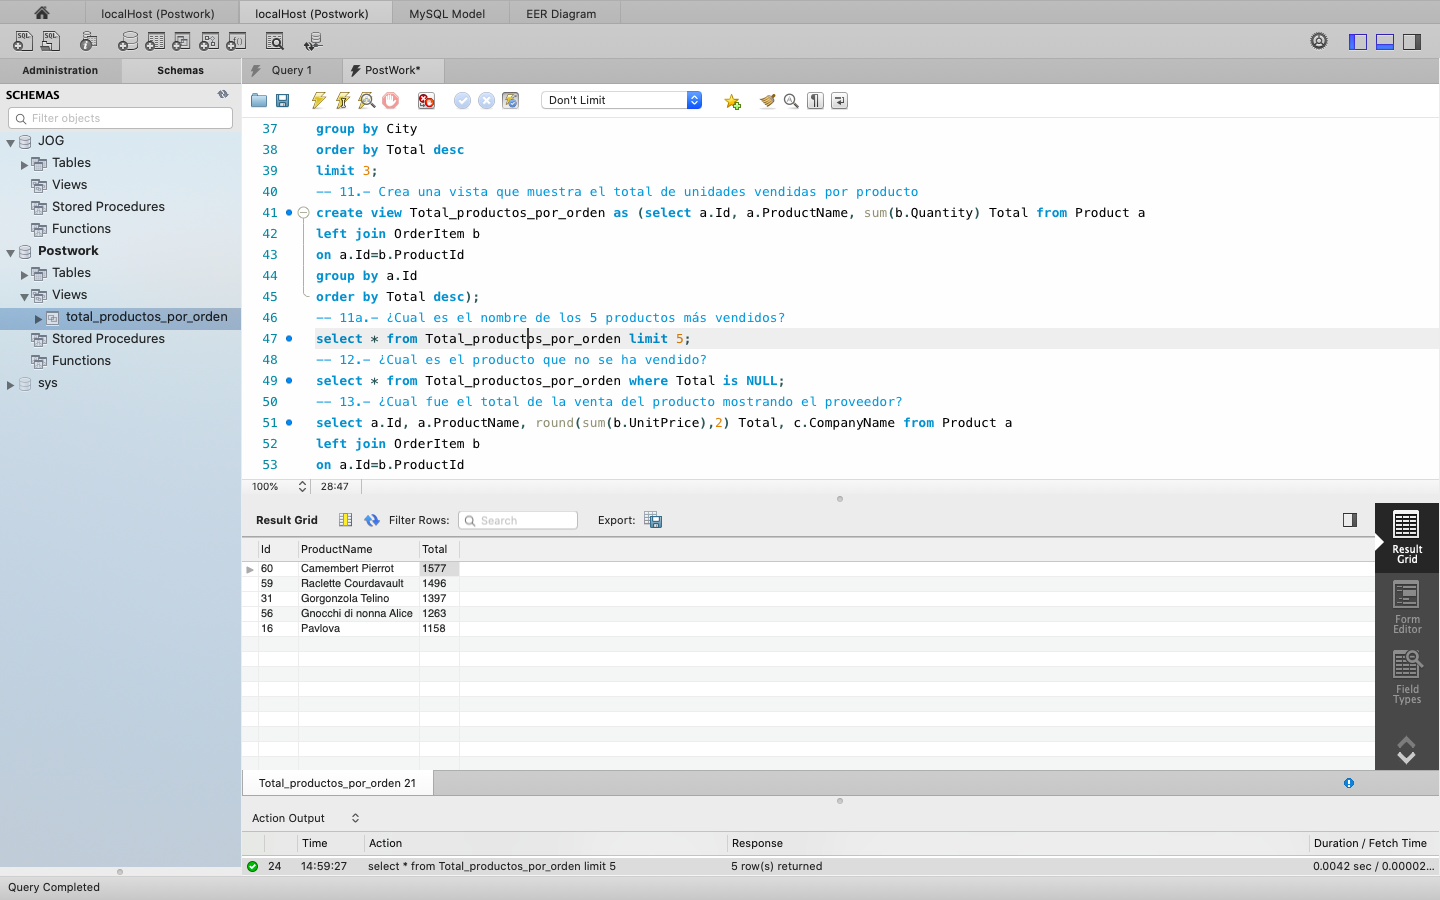 localHost (Postwork)
localHost (Postwork)
MySQL Model
EER Diagram
Administration
Schemas
Query 1
PostWork*
SCHEMAS
Filter objects
JOG
Tables
Views
Stored Procedures
Functions
Postwork
Tables
Views
total_productos_por_orden
Stored Procedures
Functions
sys
Don't Limit
37 group by City
38 order by Total desc
39 limit 3;
40 -- 11.- Crea una vista que muestra el total de unidades vendidas por producto
41 create view Total_productos_por_orden as (select a.Id, a.ProductName, sum(b.Quantity) Total from Product a
42 left join OrderItem b
43 on a.Id=b.ProductId
44 group by a.Id
45 order by Total desc);
46 -- 11a.- ¿Cual es el nombre de los 5 productos más vendidos?
47 select * from Total_productos_por_orden limit 5;
48 -- 12.- ¿Cual es el producto que no se ha vendido?
49 select * from Total_productos_por_orden where Total is NULL;
50 -- 13.- ¿Cual fue el total de la venta del producto mostrando el proveedor?
51 select a.Id, a.ProductName, round(sum(b.UnitPrice),2) Total, c.CompanyName from Product a
52 left join OrderItem b
53 on a.Id=b.ProductId
100% 28:47
Result Grid Filter Rows: Search Export:
Id ProductName Total
60 Camembert Pierrot 1577
59 Raclette Courdavault 1496
31 Gorgonzola Telino 1397
56 Gnocchi di nonna Alice 1263
16 Pavlova 1158
Result
Grid
Form
Editor
Field
Types
Total_productos_por_orden 21
Action Output
Time Action Response Duration / Fetch Time
24 14:59:27 select * from Total_productos_por_orden limit 5 5 row(s) returned 0.0042 sec / 0.00002...
Query Completed